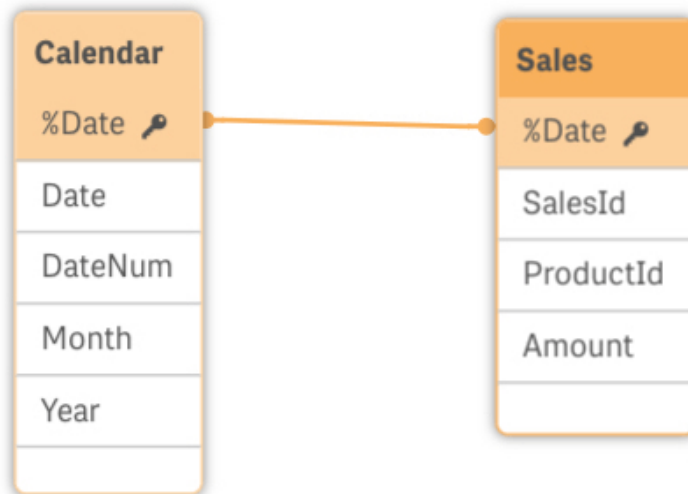 Calendar
%Date
Date
DateNum
Month
Year
Sales
%Date
SalesId
ProductId
Amount